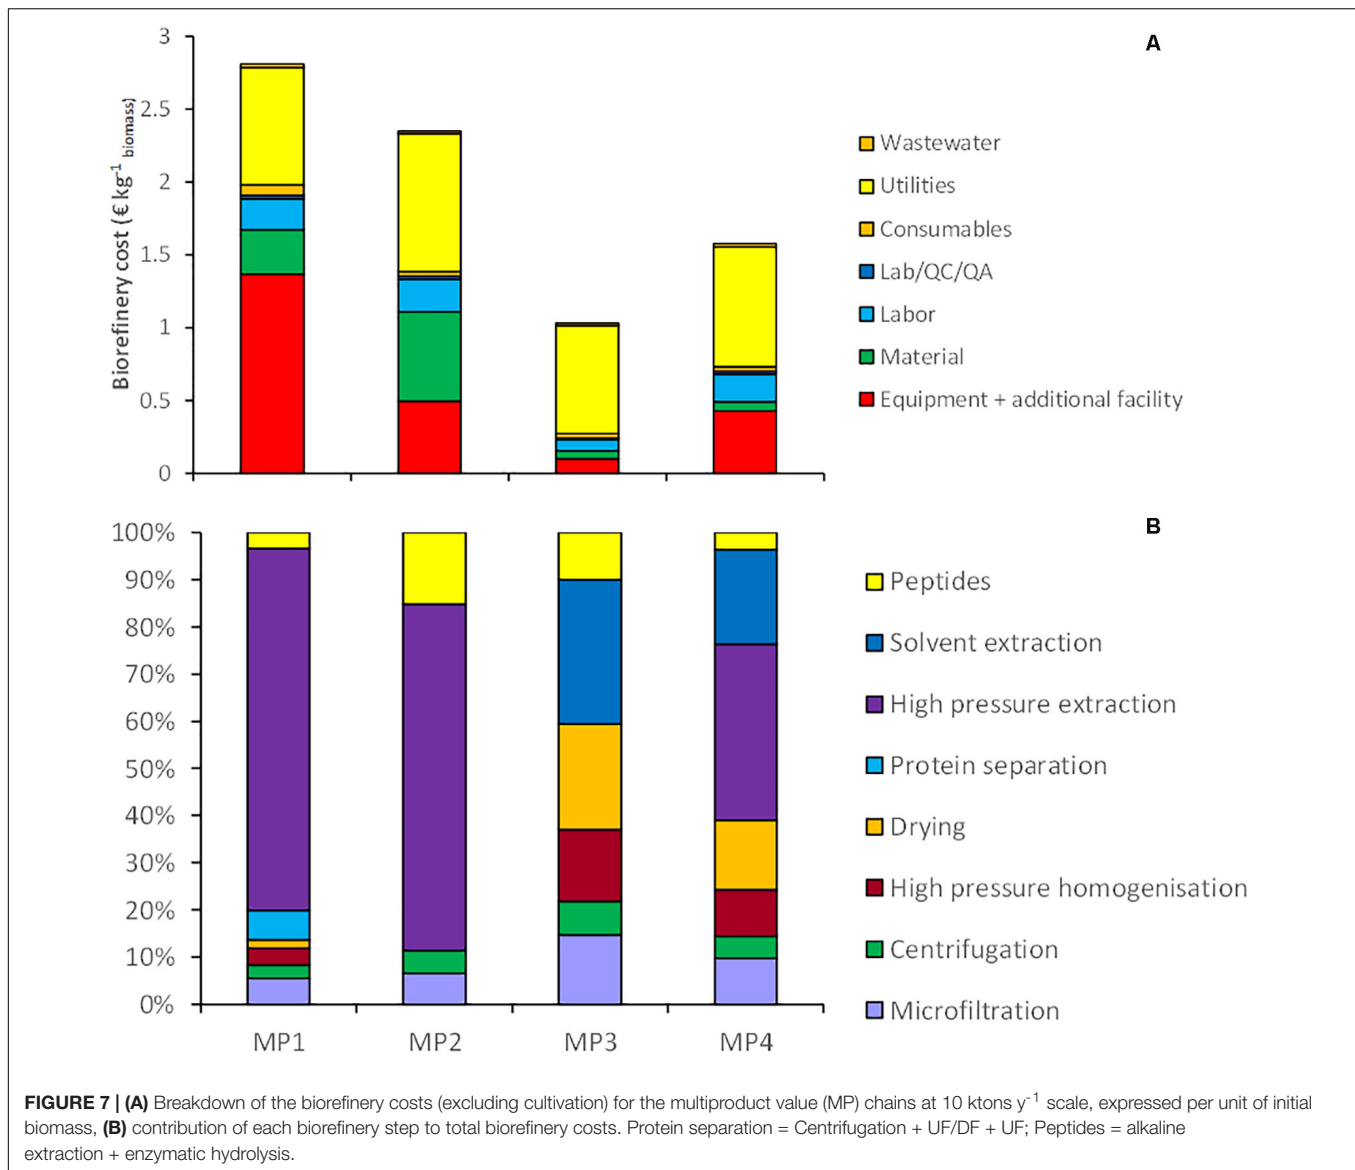 A
3
2.5
2
1.5
1
0.5
0
Biorefinery cost (€ kg-1 biomass)
Wastewater
Utilities
Consumables
Lab/QC/QA
Labor
Material
Equipment + additional facility
B
100%
90%
80%
70%
60%
50%
40%
30%
20%
10%
0%
MP1 MP2 MP3 MP4
Peptides
Solvent extraction
High pressure extraction
Protein separation
Drying
High pressure homogenisation
Centrifugation
Microfiltration
FIGURE 7 | (A) Breakdown of the biorefinery costs (excluding cultivation) for the multiproduct value (MP) chains at 10 ktons y-1 scale, expressed per unit of initial
biomass, (B) contribution of each biorefinery step to total biorefinery costs. Protein separation = Centrifugation + UF/DF + UF; Peptides = alkaline
extraction + enzymatic hydrolysis.